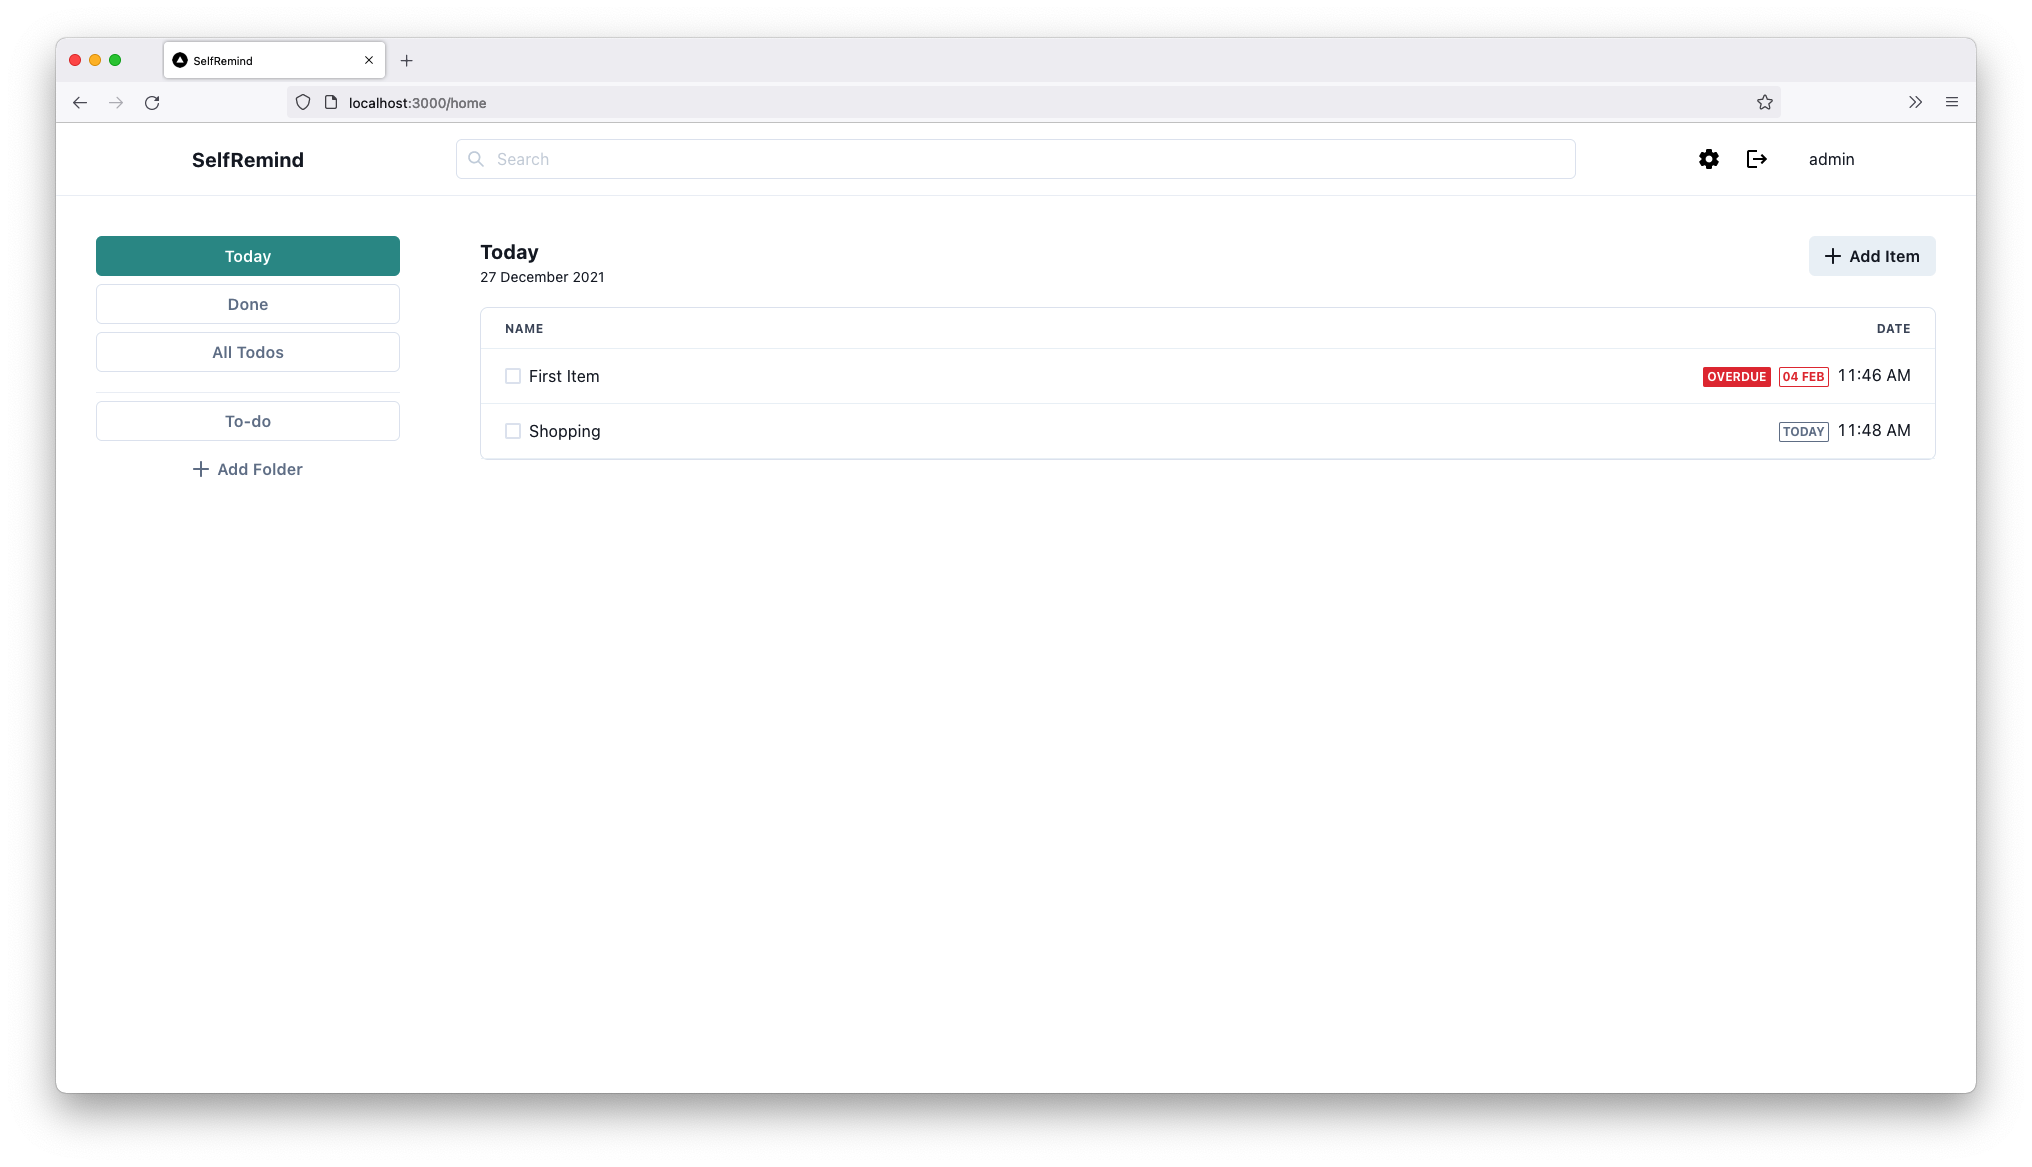 SelfRemind
localhost:3000/home
SelfRemind
Search
admin
Today
Done
All Todos
To-do
Add Folder
Today
27 December 2021
Add Item
NAME DATE
First Item OVERDUE 04 FEB 11:46 AM
Shopping TODAY 11:48 AM